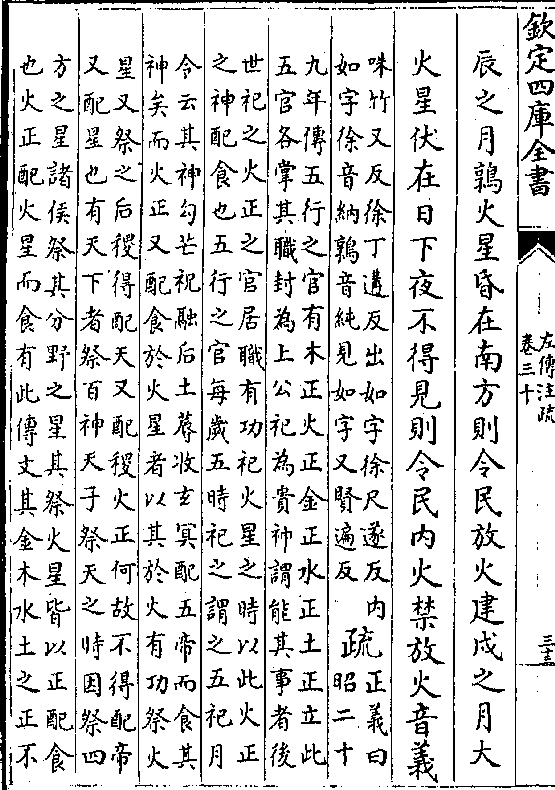 欽定四庫全書
左傳注疏
卷三十
三十三
辰之月鶉火星昏在南方則令民放火建戌之月大
火星伏在日下夜不得見則令民内火禁放火音義
咮竹又反徐丁遘反出如字徐尺遂反内
如字徐音納鶉音純見如字又賢遍反
疏正義曰
昭二十
九年傳五行之官有木正火正金正水正土正立此
五官各掌其職封為上公祀為貴神謂能其事者後
世祀之火正之官居職有功祀火星之時以此火正
之神配食也五行之官每歲五時祀之謂之五祀月
令云其神勾芒祝融后土蓐收玄冥配五帝而食其
神矣而火正又配食於火星者以其於火有功祭火
星又祭之后稷得配天又配稷火正何故不得配帝
又配星也有天下者祭百神天子祭天之時因祭四
方之星諸侯祭其分野之星其祭火星皆以正配食
也火正配火星而食有此傳文其金木水土之正不